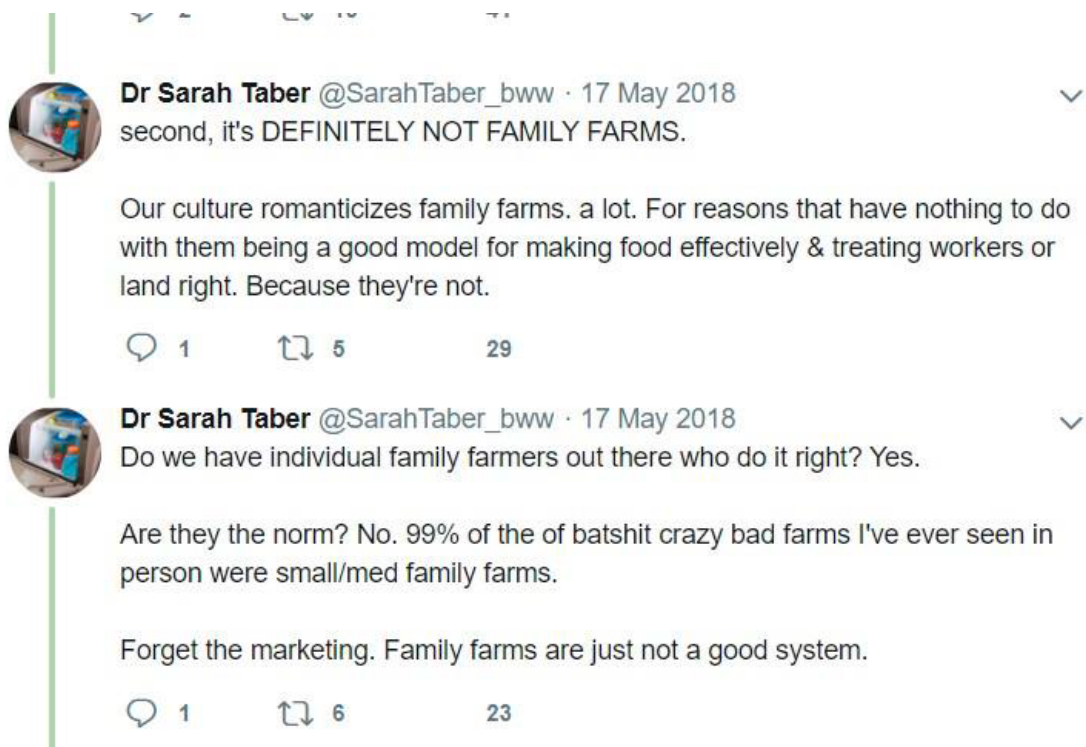 Dr Sarah Taber @SarahTaber_bww · 17 May 2018
second, it's DEFINITELY NOT FAMILY FARMS.
Our culture romanticizes family farms. a lot. For reasons that have nothing to do
with them being a good model for making food effectively & treating workers or
land right. Because they're not.
1 5 29
Dr Sarah Taber @SarahTaber_bww · 17 May 2018
Do we have individual family farmers out there who do it right? Yes.
Are they the norm? No. 99% of the of batshit crazy bad farms I've ever seen in
person were small/med family farms.
Forget the marketing. Family farms are just not a good system.
1 6 23